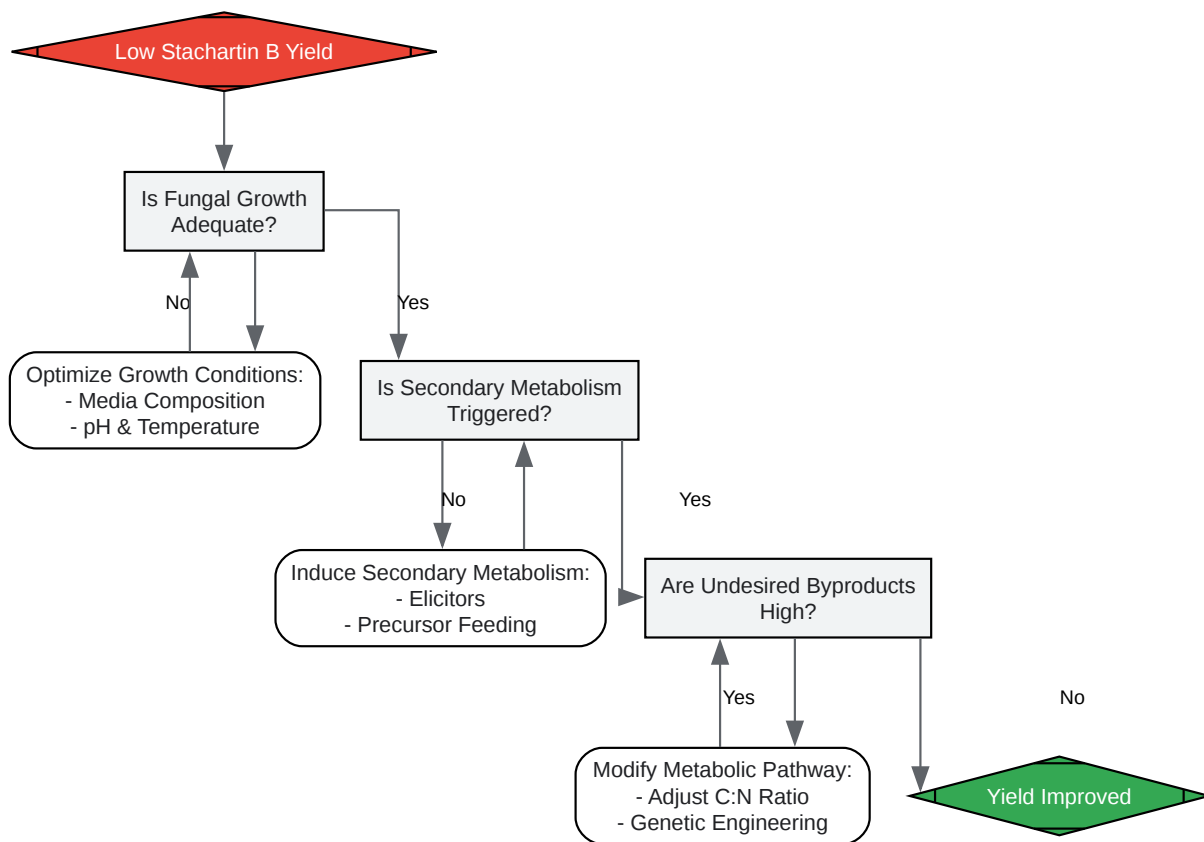 Low Stachartin B Yield
Is Fungal Growth
Adequate?
No
Yes
Optimize Growth Conditions:
- Media Composition
- pH & Temperature
Is Secondary Metabolism
Triggered?
No
Yes
Induce Secondary Metabolism:
- Elicitors
- Precursor Feeding
Are Undesired Byproducts
High?
Yes
No
Modify Metabolic Pathway:
- Adjust C:N Ratio
- Genetic Engineering
Yield Improved